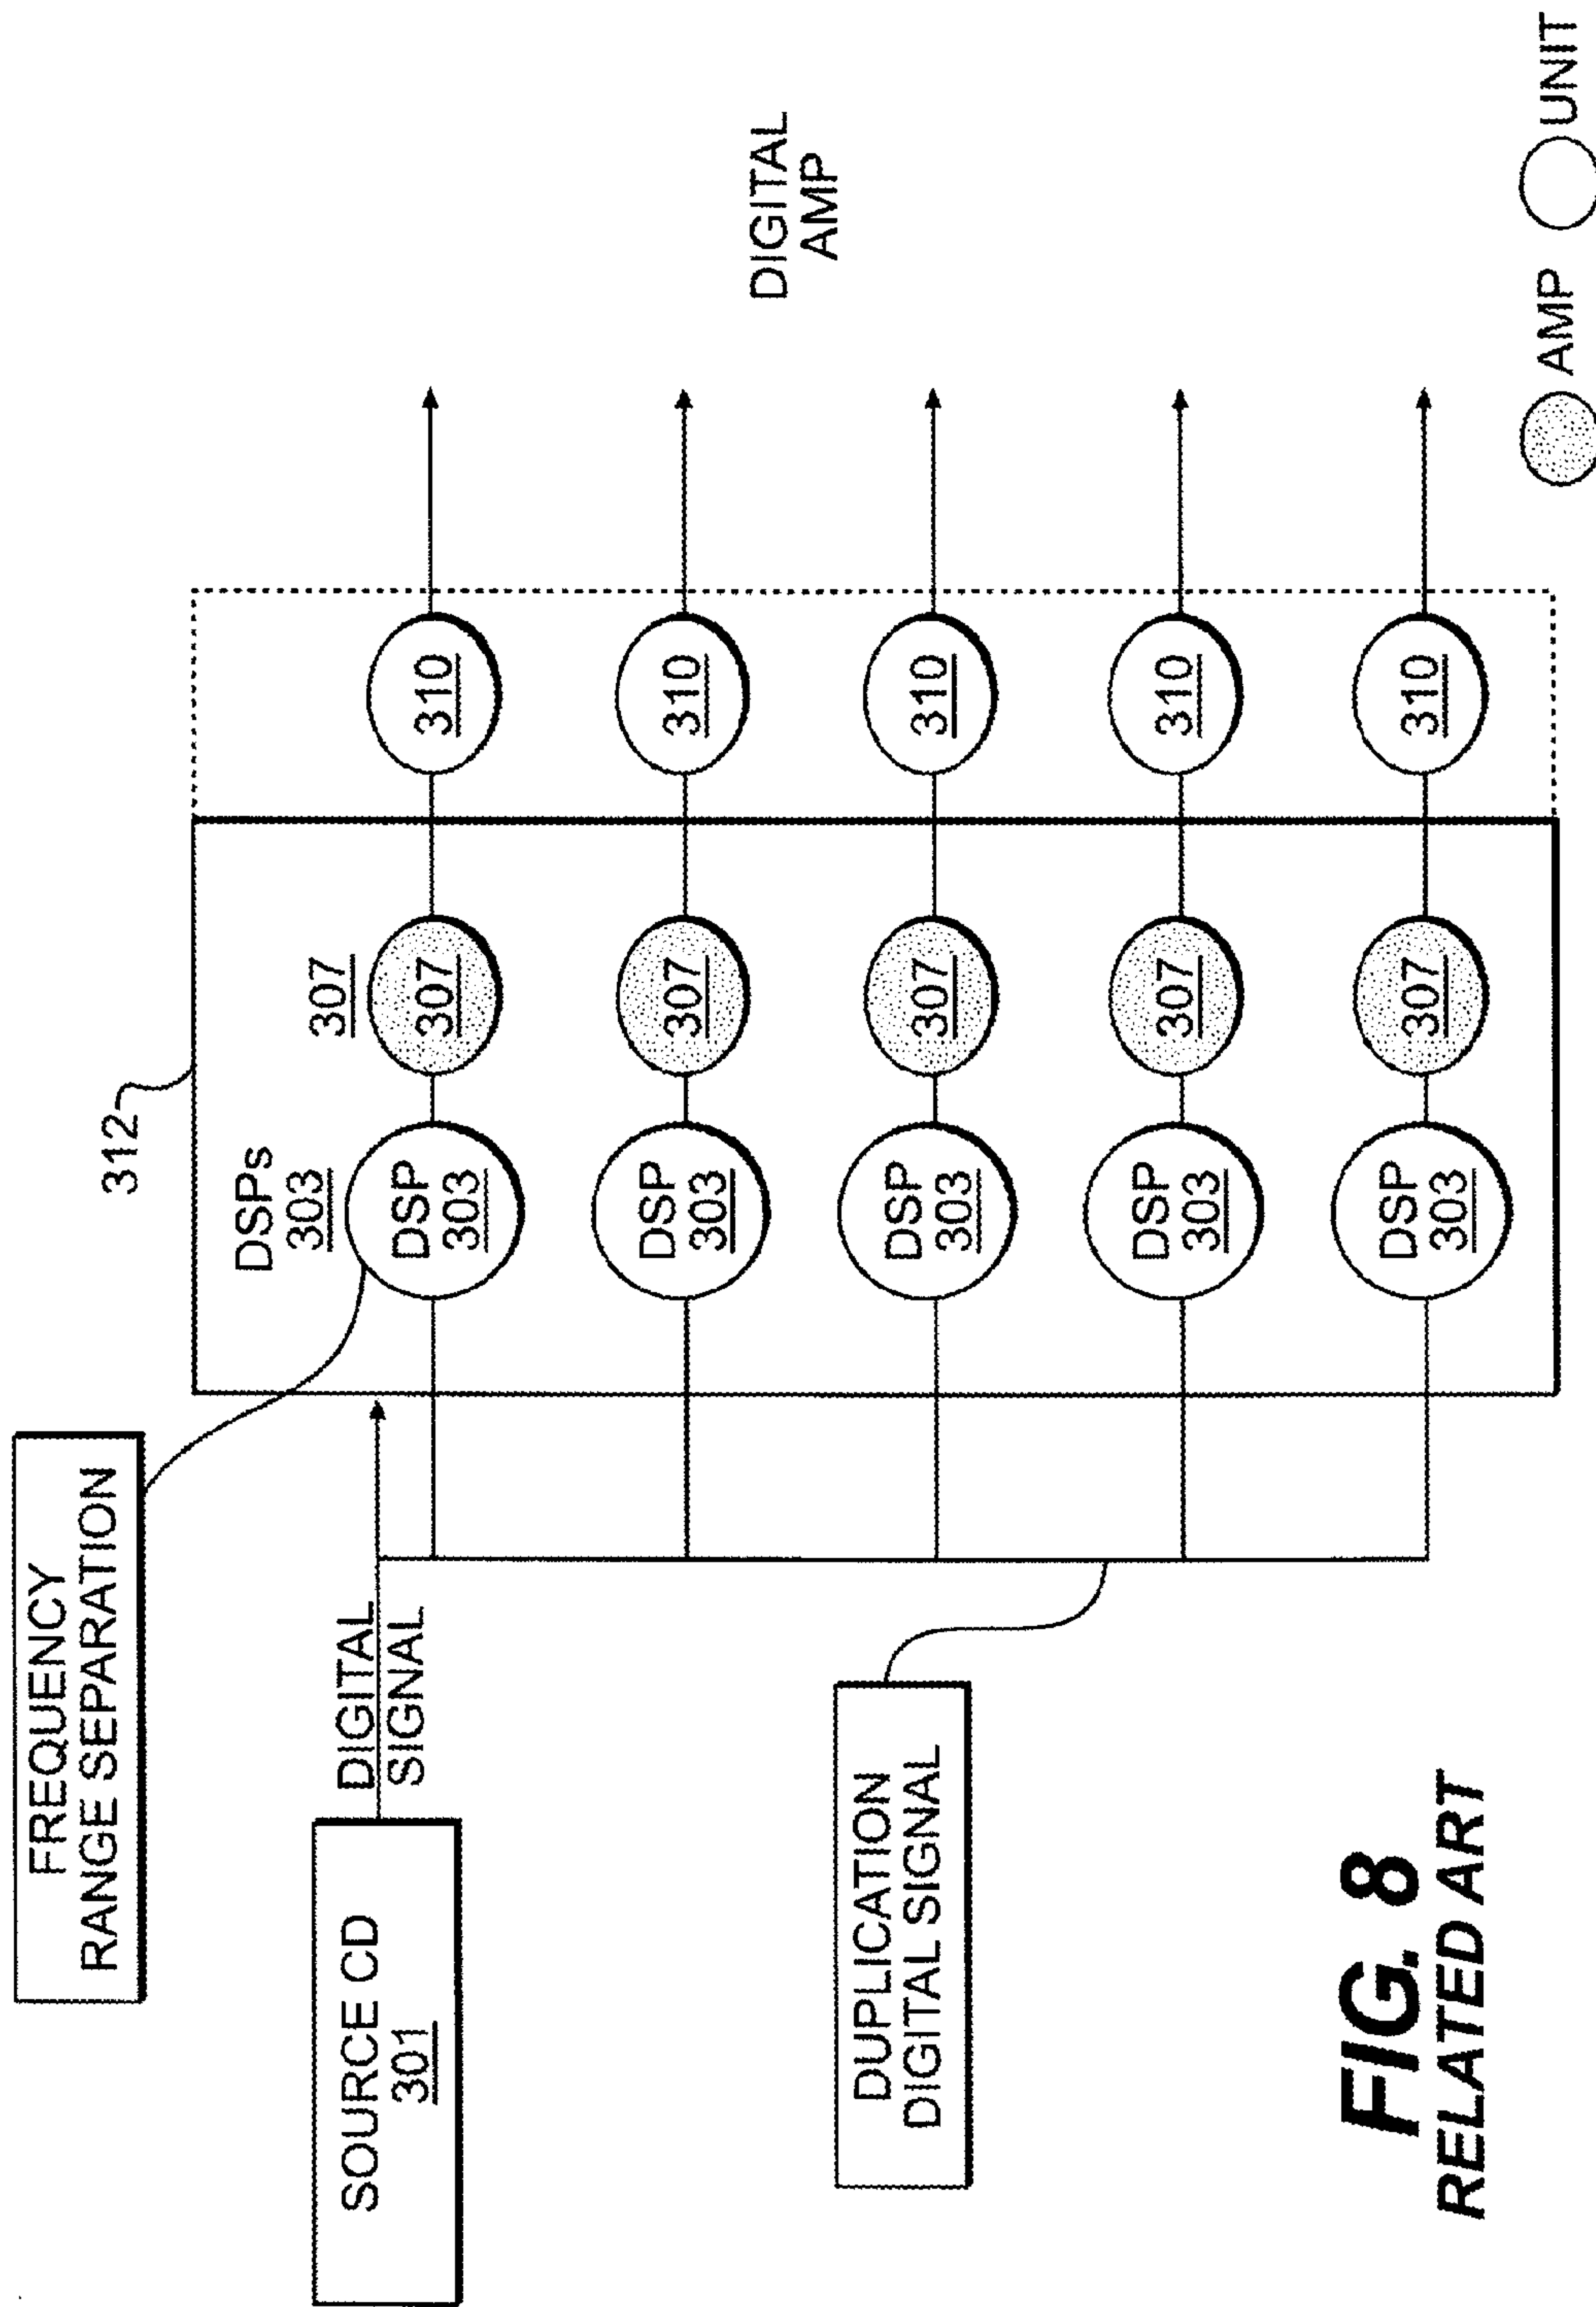 FREQUENCY
RANGE SEPARATION
SOURCE CD
301
DIGITAL
SIGNAL
DUPLICATION
DIGITAL SIGNAL
312
DSPs
303
307
DSP
303
307
310
DSP
303
307
310
DSP
303
307
310
DSP
303
307
310
DSP
303
307
310
DIGITAL
AMP
AMP
UNIT
FIG. 8
RELATED ART